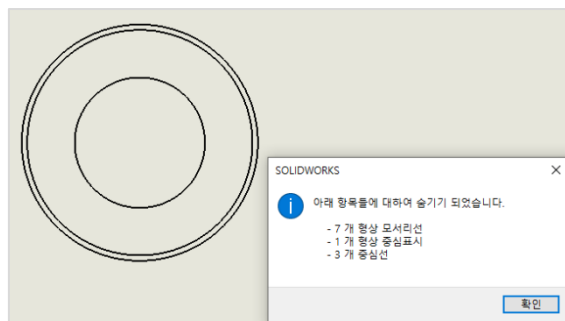 SOLIDWORKS
아래 항목들에 대하여 숨기기 되었습니다.
- 7 개 형상 모서리선
- 1 개 형상 중심표시
- 3 개 중심선
확인